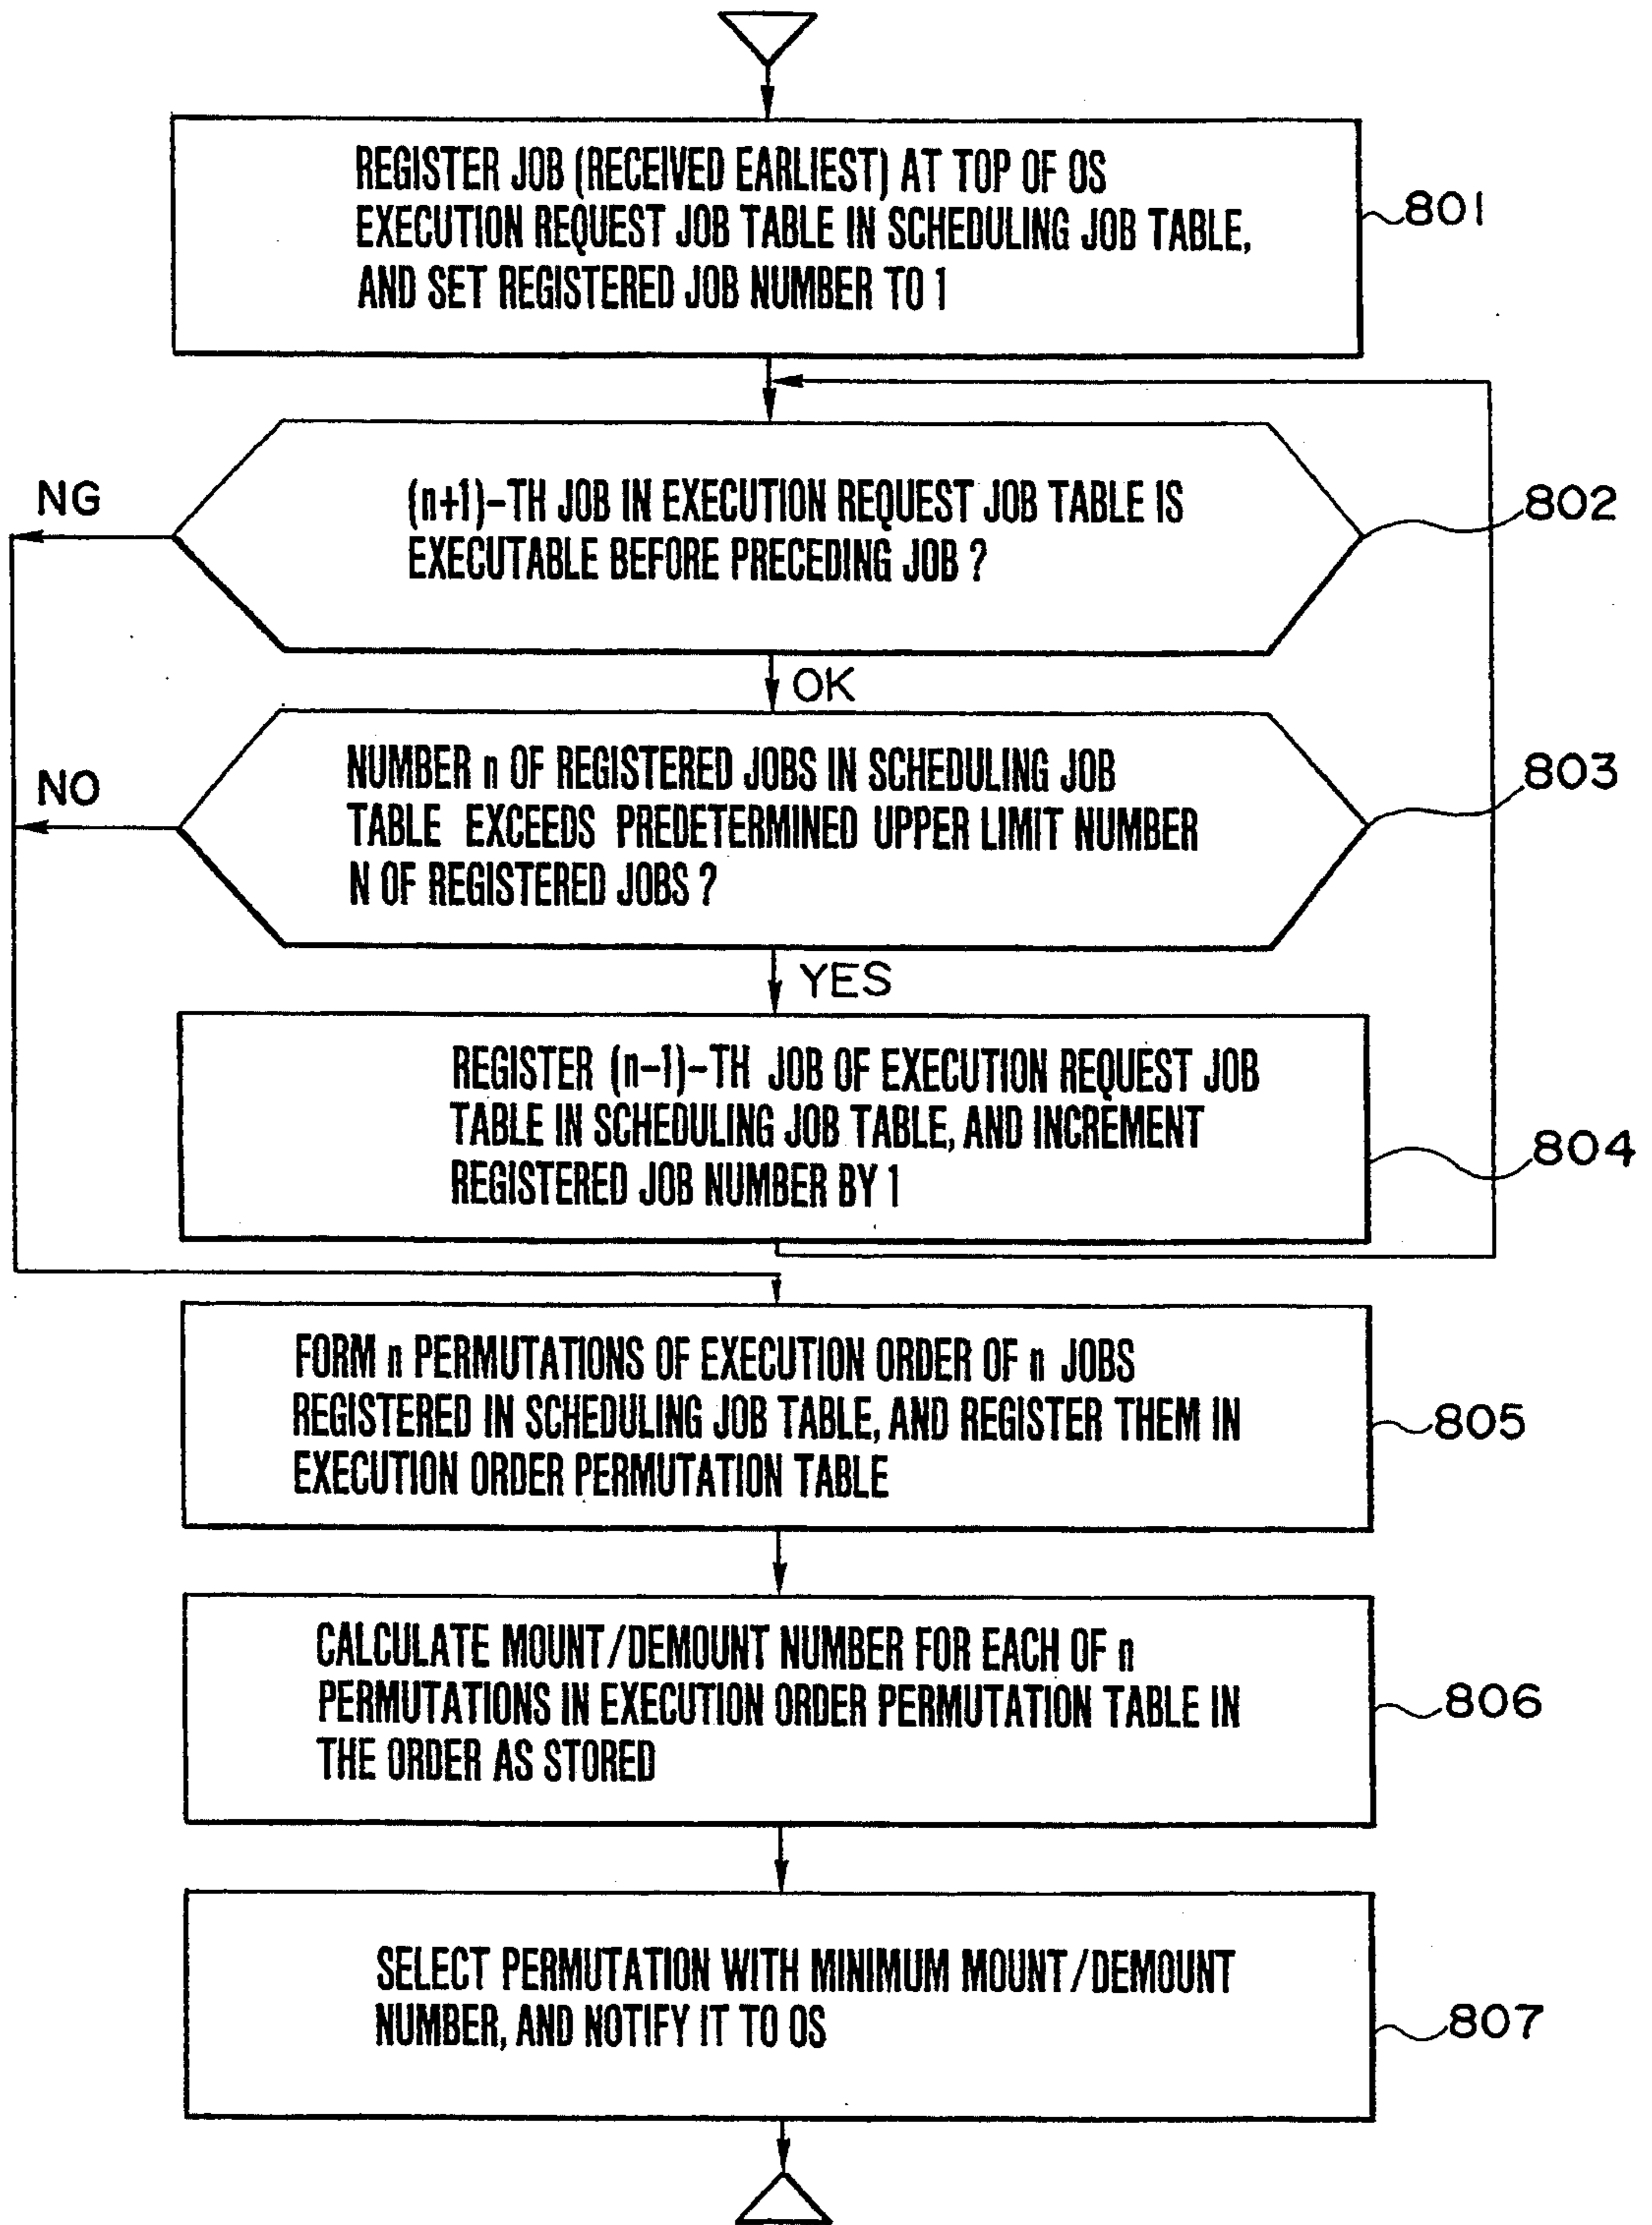 REGISTER JOB (RECEIVED EARLIEST) AT TOP OF OS
EXECUTION REQUEST JOB TABLE IN SCHEDULING JOB TABLE,
AND SET REGISTERED JOB NUMBER TO 1
801
NG
(n+1)-TH JOB IN EXECUTION REQUEST JOB TABLE IS
EXECUTABLE BEFORE PRECEDING JOB ?
802
OK
NO
NUMBER n OF REGISTERED JOBS IN SCHEDULING JOB
TABLE EXCEEDS PREDETERMINED UPPER LIMIT NUMBER
N OF REGISTERED JOBS ?
803
YES
REGISTER (n-1)-TH JOB OF EXECUTION REQUEST JOB
TABLE IN SCHEDULING JOB TABLE, AND INCREMENT
REGISTERED JOB NUMBER BY 1
804
FORM n PERMUTATIONS OF EXECUTION ORDER OF n JOBS
REGISTERED IN SCHEDULING JOB TABLE, AND REGISTER THEM IN
EXECUTION ORDER PERMUTATION TABLE
805
CALCULATE MOUNT/DEMOUNT NUMBER FOR EACH OF n
PERMUTATIONS IN EXECUTION ORDER PERMUTATION TABLE IN
THE ORDER AS STORED
806
SELECT PERMUTATION WITH MINIMUM MOUNT/DEMOUNT
NUMBER, AND NOTIFY IT TO OS
807